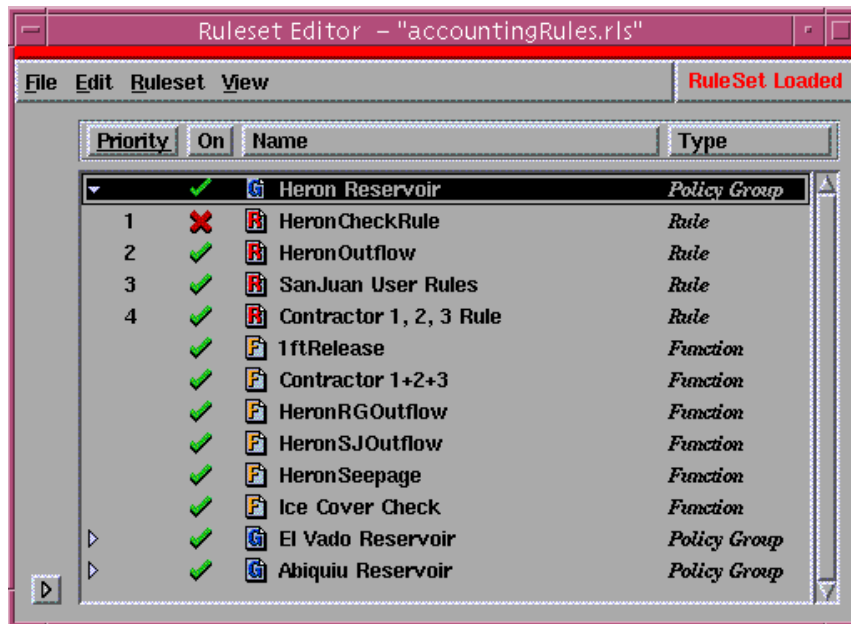 Ruleset Editor - "accountingRules.rls"
File Edit Ruleset View RuleSet Loaded
Priority On Name Type
G Heron Reservoir Policy Group
1 R HeronCheckRule Rule
2 R HeronOutflow Rule
3 R SanJuan User Rules Rule
4 R Contractor 1, 2, 3 Rule Rule
F 1ftRelease Function
F Contractor 1+2+3 Function
F HeronRGOutflow Function
F HeronSJOutflow Function
F HeronSeepage Function
F Ice Cover Check Function
G El Vado Reservoir Policy Group
G Abiquiu Reservoir Policy Group